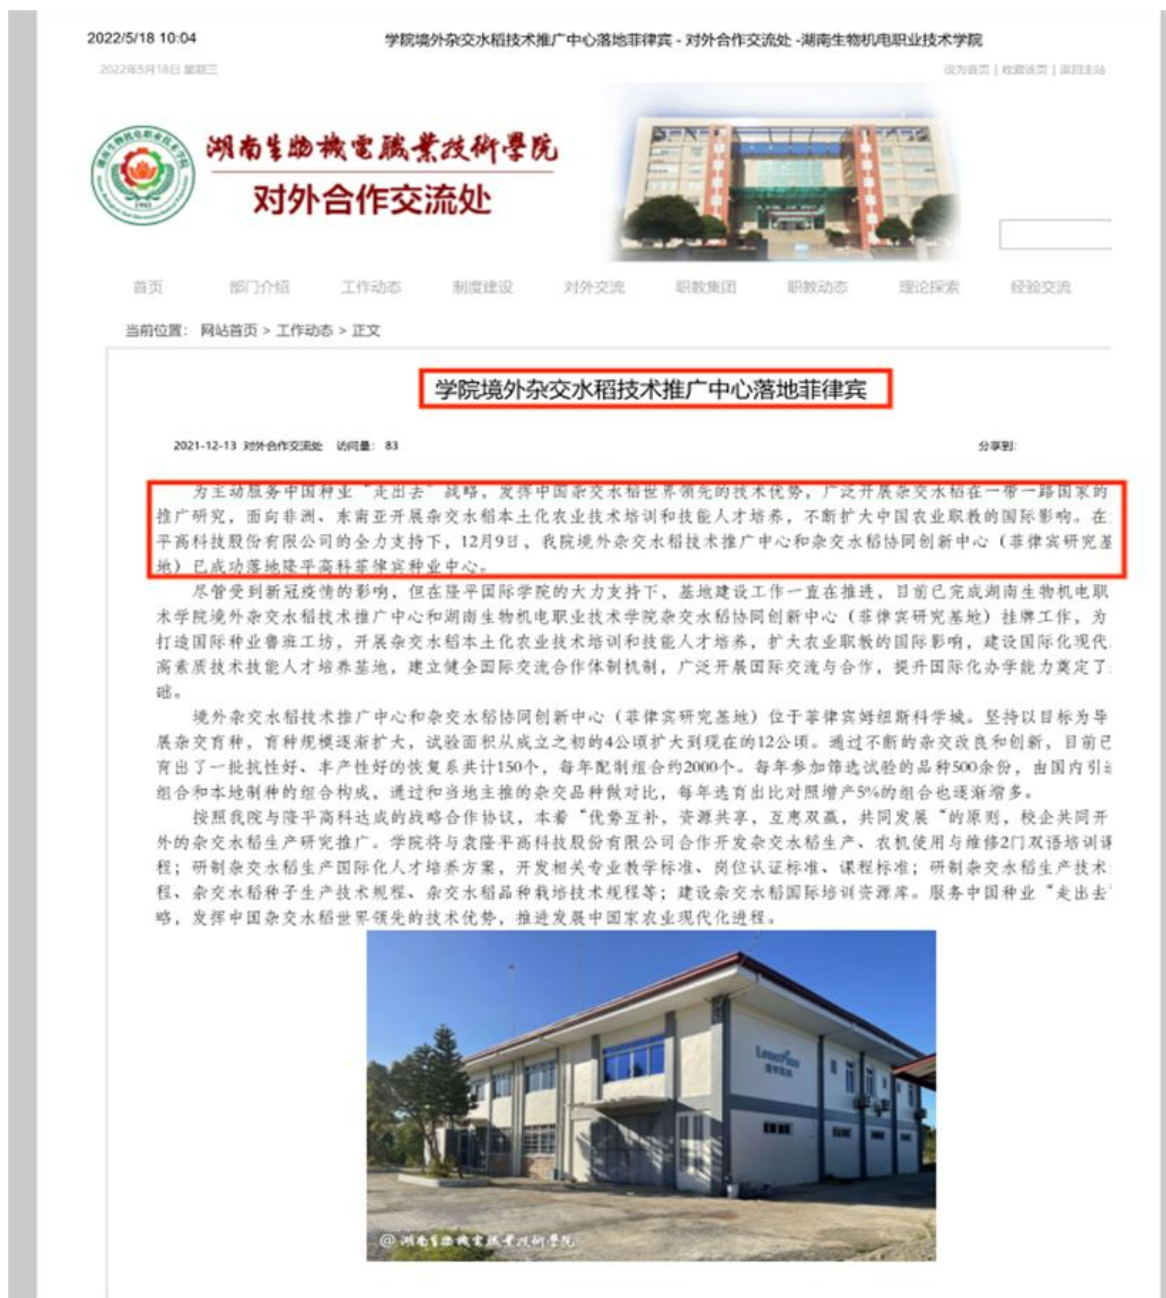 2022/5/18 10:04
学院境外杂交水稻技术推广中心落地菲律宾 - 对外合作交流处 -湖南生物机电职业技术学院
2022年5月18日 星期三
设为首页 | 收藏该页 | 返回主站
湖南生物機電職業技術學院
对外合作交流处
首页 部门介绍 工作动态 制度建设 对外交流 职教集团 职教动态 理论探索 经验交流
当前位置： 网站首页 > 工作动态 > 正文
学院境外杂交水稻技术推广中心落地菲律宾
2021-12-13 对外合作交流处 访问量： 83
分享到:
为主动服务中国种业“走出去”战略，发挥中国杂交水稻世界领先的技术优势，广泛开展杂交水稻在一带一路国家的
推广研究，面向非洲、东南亚开展杂交水稻本土化农业技术培训和技能人才培养，不断扩大中国农业职教的国际影响。在
平高科技股份有限公司的全力支持下，12月9日，我院境外杂交水稻技术推广中心和杂交水稻协同创新中心（菲律宾研究基
地）已成功落地隆平高科菲律宾种业中心。
尽管受到新冠疫情的影响，但在隆平国际学院的大力支持下，基地建设工作一直在推进，目前已完成湖南生物机电职
术学院境外杂交水稻技术推广中心和湖南生物机电职业技术学院杂交水稻协同创新中心（菲律宾研究基地）挂牌工作，为
打造国际种业鲁班工坊，开展杂交水稻本土化农业技术培训和技能人才培养，扩大农业职教的国际影响，建设国际化现代
高素质技术技能人才培养基地，建立健全国际交流合作体制机制，广泛开展国际交流与合作，提升国际化办学能力奠定了
础。
境外杂交水稻技术推广中心和杂交水稻协同创新中心（菲律宾研究基地）位于菲律宾姆纽斯科学城。坚持以目标为导
展杂交育种，育种规模逐渐扩大，试验面积从成立之初的4公顷扩大到现在的12公顷。通过不断的杂交改良和创新，目前已
育出了一批抗性好、丰产性好的恢复系共计150个，每年配制组合约2000个。每年参加筛选试验的品种500余份，由国内引进
组合和本地制种的组合构成，通过和当地主推的杂交品种做对比，每年选育出比对照增产5%的组合也逐渐增多。
按照我院与隆平高科达成的战略合作协议，本着“优势互补、资源共享、互惠双赢，共同发展“的原则，校企共同开
外的杂交水稻生产研究推广。学院将与袁隆平高科技股份有限公司合作开发杂交水稻生产、农机使用与维修2门双语培训课
程；研制杂交水稻生产国际化人才培养方案，开发相关专业教学标准、岗位认证标准、课程标准；研制杂交水稻生产技术
程、杂交水稻种子生产技术规程、杂交水稻品种栽培技术规程等；建设杂交水稻国际培训资源库。服务中国种业“走出去”
略，发挥中国杂交水稻世界领先的技术优势，推进发展中国家农业现代化进程。
LongPing
隆平高科
@湖南生物機電職業技術學院